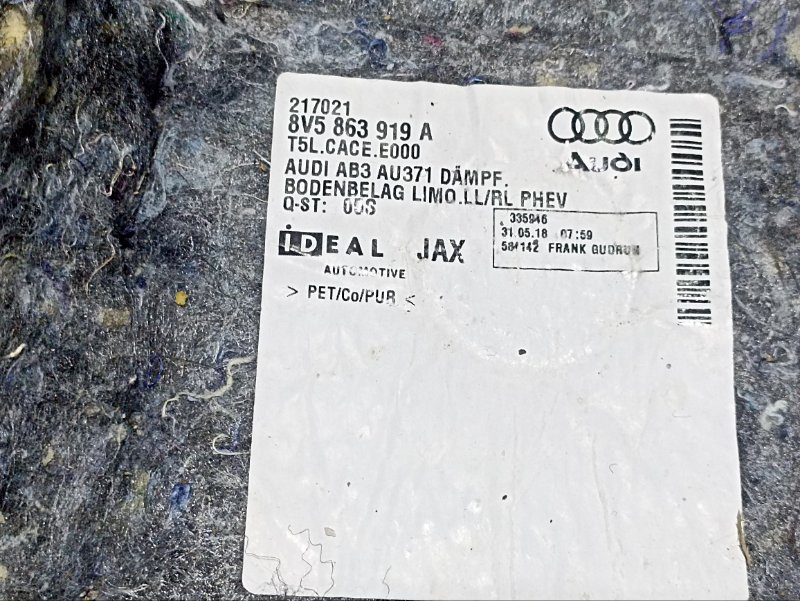 217021
8V5 863 919 A
T5L.CACE.E000
AUDI AB3 AU371 DÄMPF
BODENBELAG LIMO.LL/RL PHEV
Q-ST: 00S
AUDI
335946
31.05.18 07:59
584142 FRANK GUDRUN
iDEAL JAX
AUTOMOTIVE
> PET/Co/PUR <